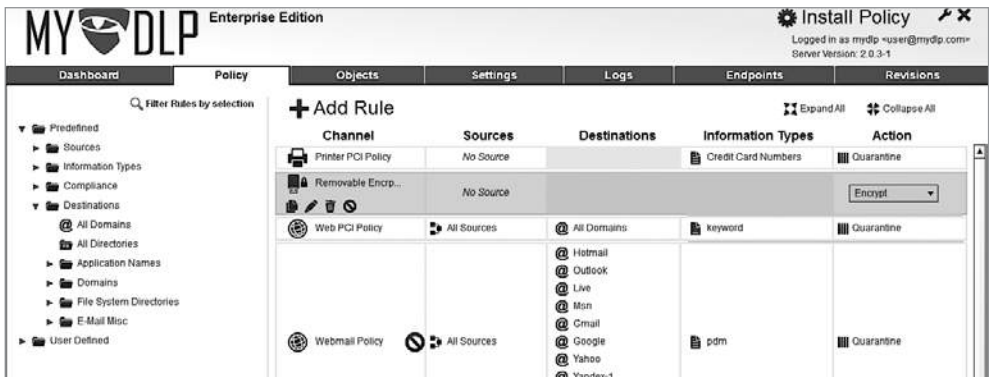 MY DLP Enterprise Edition
Install Policy
Logged in as mydlp <user@mydlp.com>
Server Version: 2.0.3-1
Dashboard Policy Objects Settings Logs Endpoints Revisions
Filter Rules by selection
Predefined
Sources
Information Types
Compliance
Destinations
@ All Domains
All Directories
Application Names
Domains
File System Directories
E-Mail Misc
User Defined
+ Add Rule
Expand All Collapse All
Channel Sources Destinations Information Types Action
Printer PCI Policy No Source Credit Card Numbers Quarantine
Removable Encrp... No Source Encrypt
Web PCI Policy All Sources @ All Domains keyword Quarantine
@ Hotmail
@ Outlook
@ Live
@ Msn
@ Gmail
Webmail Policy All Sources @ Google pdm Quarantine
@ Yahoo
@ Yandex-1